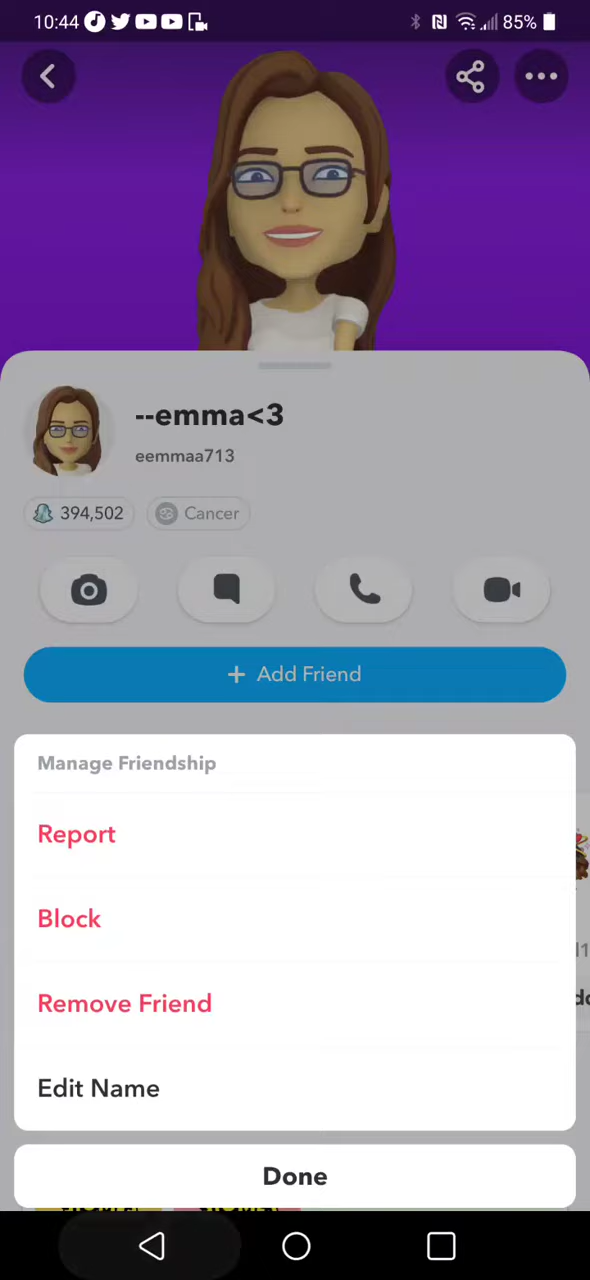 10:44
85%
--emma<3
eemmaa713
394,502
Cancer
+ Add Friend
Manage Friendship
Report
Block
Remove Friend
Edit Name
Done